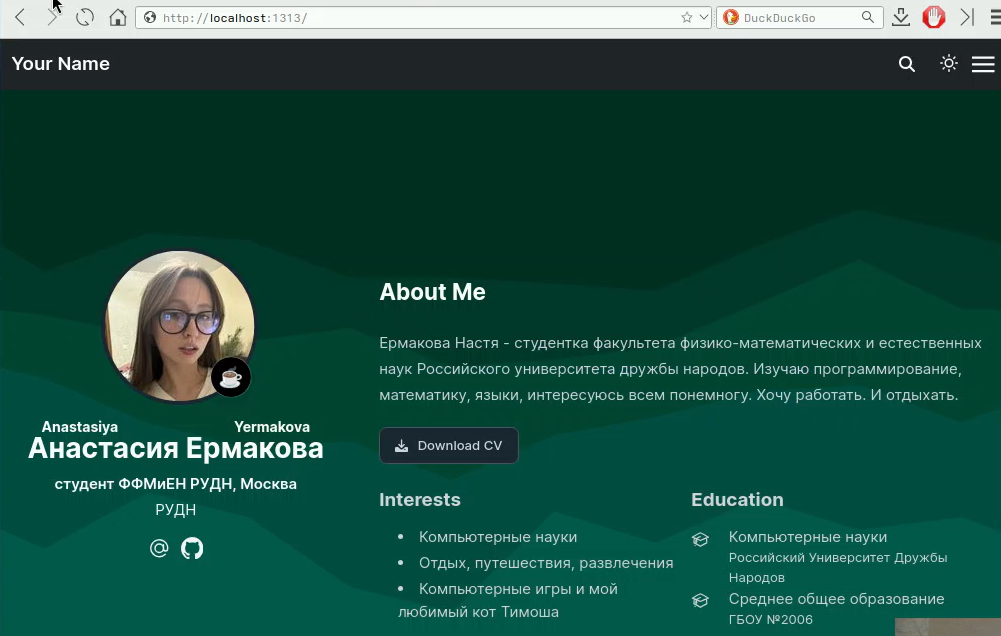 http://localhost:1313/
DuckDuckGo
Your Name
Anastasiya Yermakova
Анастасия Ермакова
студент ФФМиЕН РУДН, Москва
РУДН
About Me
Ермакова Настя - студентка факультета физико-математических и естественных
наук Российского университета дружбы народов. Изучаю программирование,
математику, языки, интересуюсь всем понемногу. Хочу работать. И отдыхать.
Download CV
Interests
• Компьютерные науки
• Отдых, путешествия, развлечения
• Компьютерные игры и мой
любимый кот Тимоша
Education
Компьютерные науки
Российский Университет Дружбы
Народов
Среднее общее образование
ГБОУ №2006